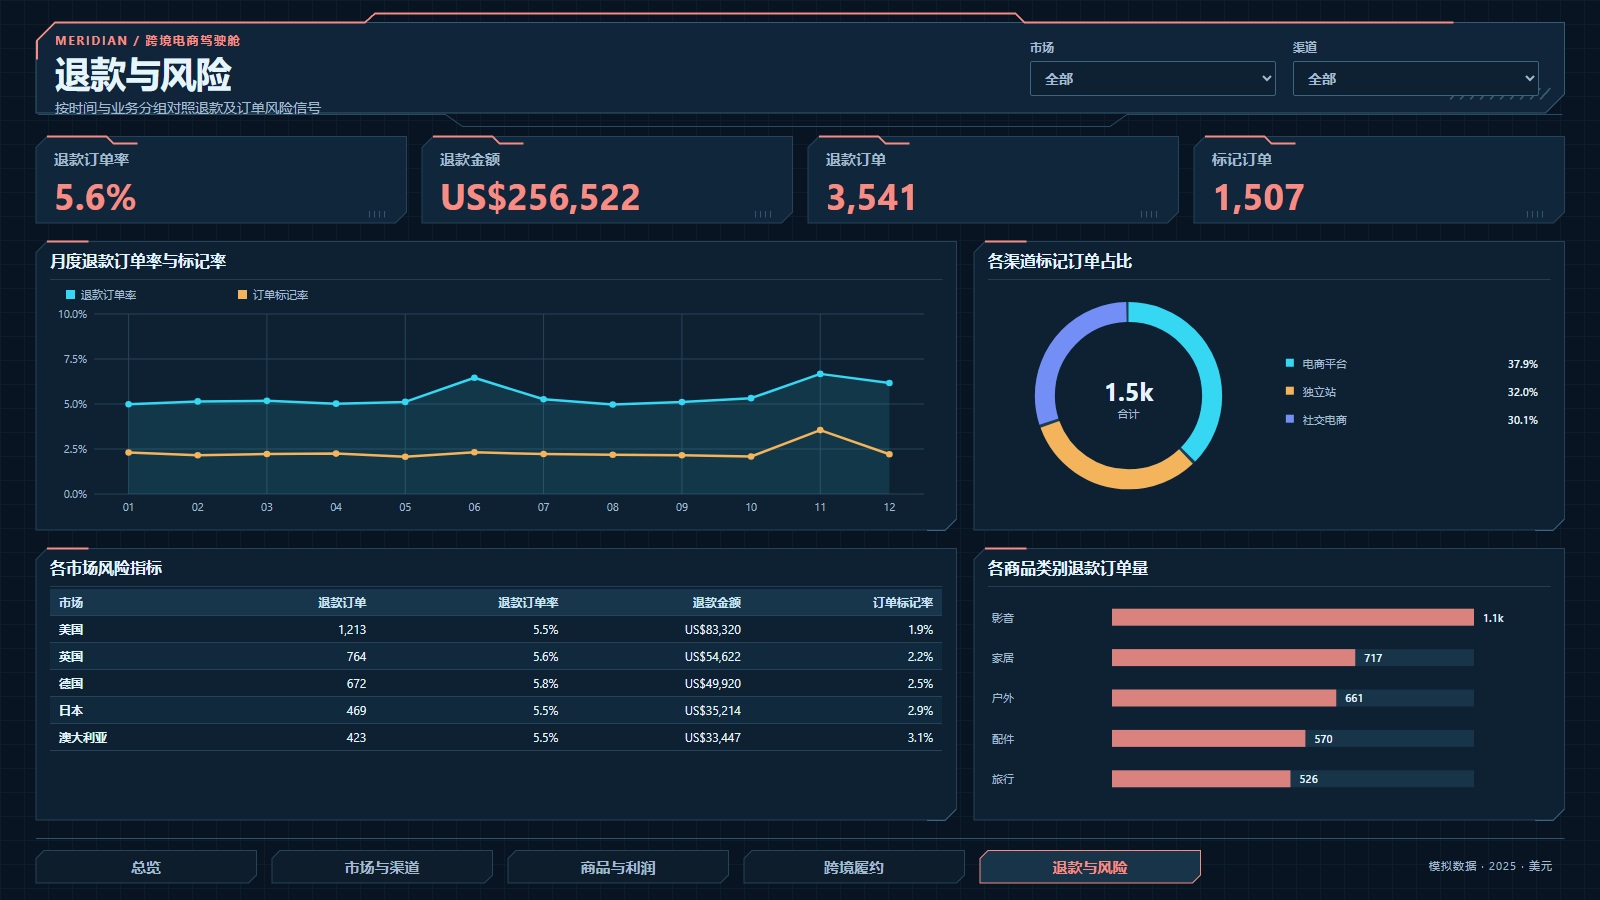 MERIDIAN / 跨境电商驾驶舱
退款与风险
按时间与业务分组对照退款及订单风险信号
市场
全部
渠道
全部
退款订单率
5.6%
退款金额
US$256,522
退款订单
3,541
标记订单
1,507
月度退款订单率与标记率
退款订单率
订单标记率
10.0%
7.5%
5.0%
2.5%
0.0%
01 02 03 04 05 06 07 08 09 10 11 12
各渠道标记订单占比
1.5k
合计
电商平台 37.9%
独立站 32.0%
社交电商 30.1%
各市场风险指标
市场 退款订单 退款订单率 退款金额 订单标记率
美国 1,213 5.5% US$83,320 1.9%
英国 764 5.6% US$54,622 2.2%
德国 672 5.8% US$49,920 2.5%
日本 469 5.5% US$35,214 2.9%
澳大利亚 423 5.5% US$33,447 3.1%
各商品类别退款订单量
影音 1.1k
家居 717
户外 661
配件 570
旅行 526
总览
市场与渠道
商品与利润
跨境履约
退款与风险
模拟数据 · 2025 · 美元